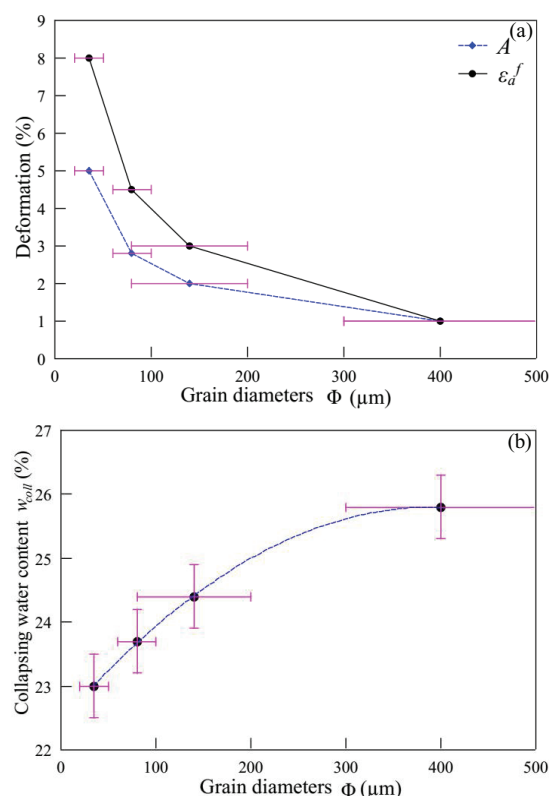 (a)
A
εₐᶠ
9
8
7
6
5
4
3
2
1
0
Deformation (%)
0 100 200 300 400 500
Grain diameters Φ (µm)
(b)
27
26
25
24
23
22
Collapsing water content w_coll (%)
0 100 200 300 400 500
Grain diameters Φ (µm)